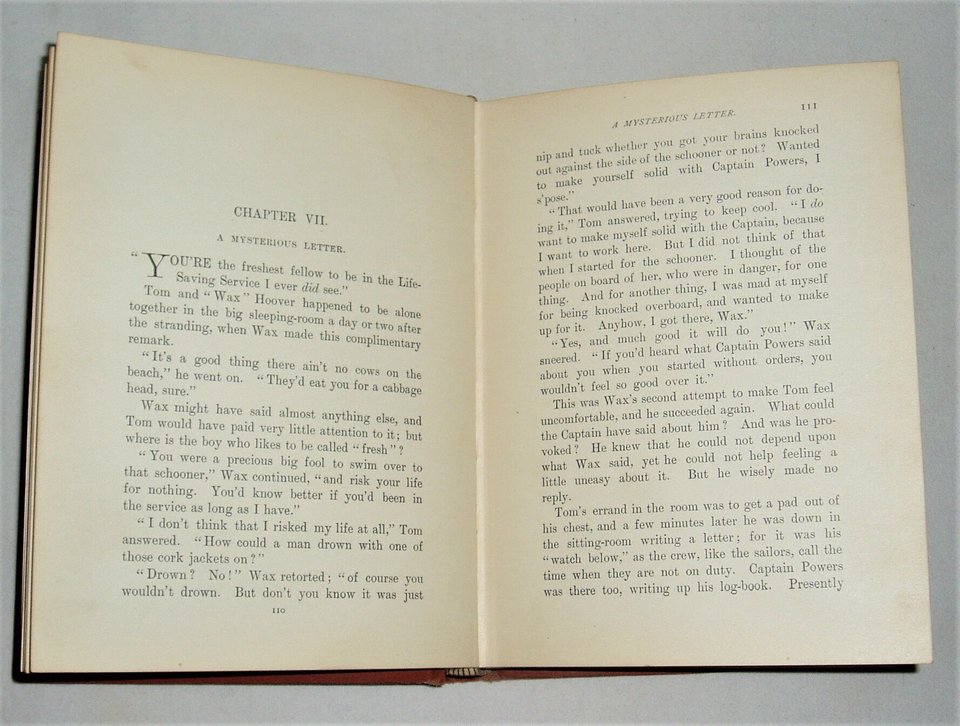 CHAPTER VII.
A MYSTERIOUS LETTER.
“YOU'RE the freshest fellow to be in the Life-
Saving Service I ever did see.”
Tom and “Wax” Hoover happened to be alone
together in the big sleeping-room a day or two after
the stranding, when Wax made this complimentary
remark.
“It's a good thing there ain't no cows on the
beach,” he went on. “They'd eat you for a cabbage
head, sure.”
Wax might have said almost anything else, and
Tom would have paid very little attention to it; but
where is the boy who likes to be called “fresh”?
“You were a precious big fool to swim over to
that schooner,” Wax continued, “and risk your life
for nothing. You'd know better if you'd been in
the service as long as I have.”
“I don't think that I risked my life at all,” Tom
answered. “How could a man drown with one of
those cork jackets on?”
“Drown? No!” Wax retorted; “of course you
wouldn't drown. But don't you know it was just
110
A MYSTERIOUS LETTER. 111
nip and tuck whether you got your brains knocked
out against the side of the schooner or not? Wanted
to make yourself solid with Captain Powers, I
s'pose.”
“That would have been a very good reason for do-
ing it,” Tom answered, trying to keep cool. “I do
want to make myself solid with the Captain, because
I want to work here. But I did not think of that
when I started for the schooner. I thought of the
people on board of her, who were in danger, for one
thing. And for another thing, I was mad at myself
for being knocked overboard, and wanted to make
up for it. Anyhow, I got there, Wax.”
“Yes, and much good it will do you!” Wax
sneered. “If you'd heard what Captain Powers said
about you when you started without orders, you
wouldn't feel so good over it.”
This was Wax's second attempt to make Tom feel
uncomfortable, and he succeeded again. What could
the Captain have said about him? And was he pro-
voked? He knew that he could not depend upon
what Wax said, yet he could not help feeling a
little uneasy about it. But he wisely made no
reply.
Tom's errand in the room was to get a pad out of
his chest, and a few minutes later he was down in
the sitting-room writing a letter; for it was his
“watch below,” as the crew, like the sailors, call the
time when they are not on duty. Captain Powers
was there too, writing up his log-book. Presently